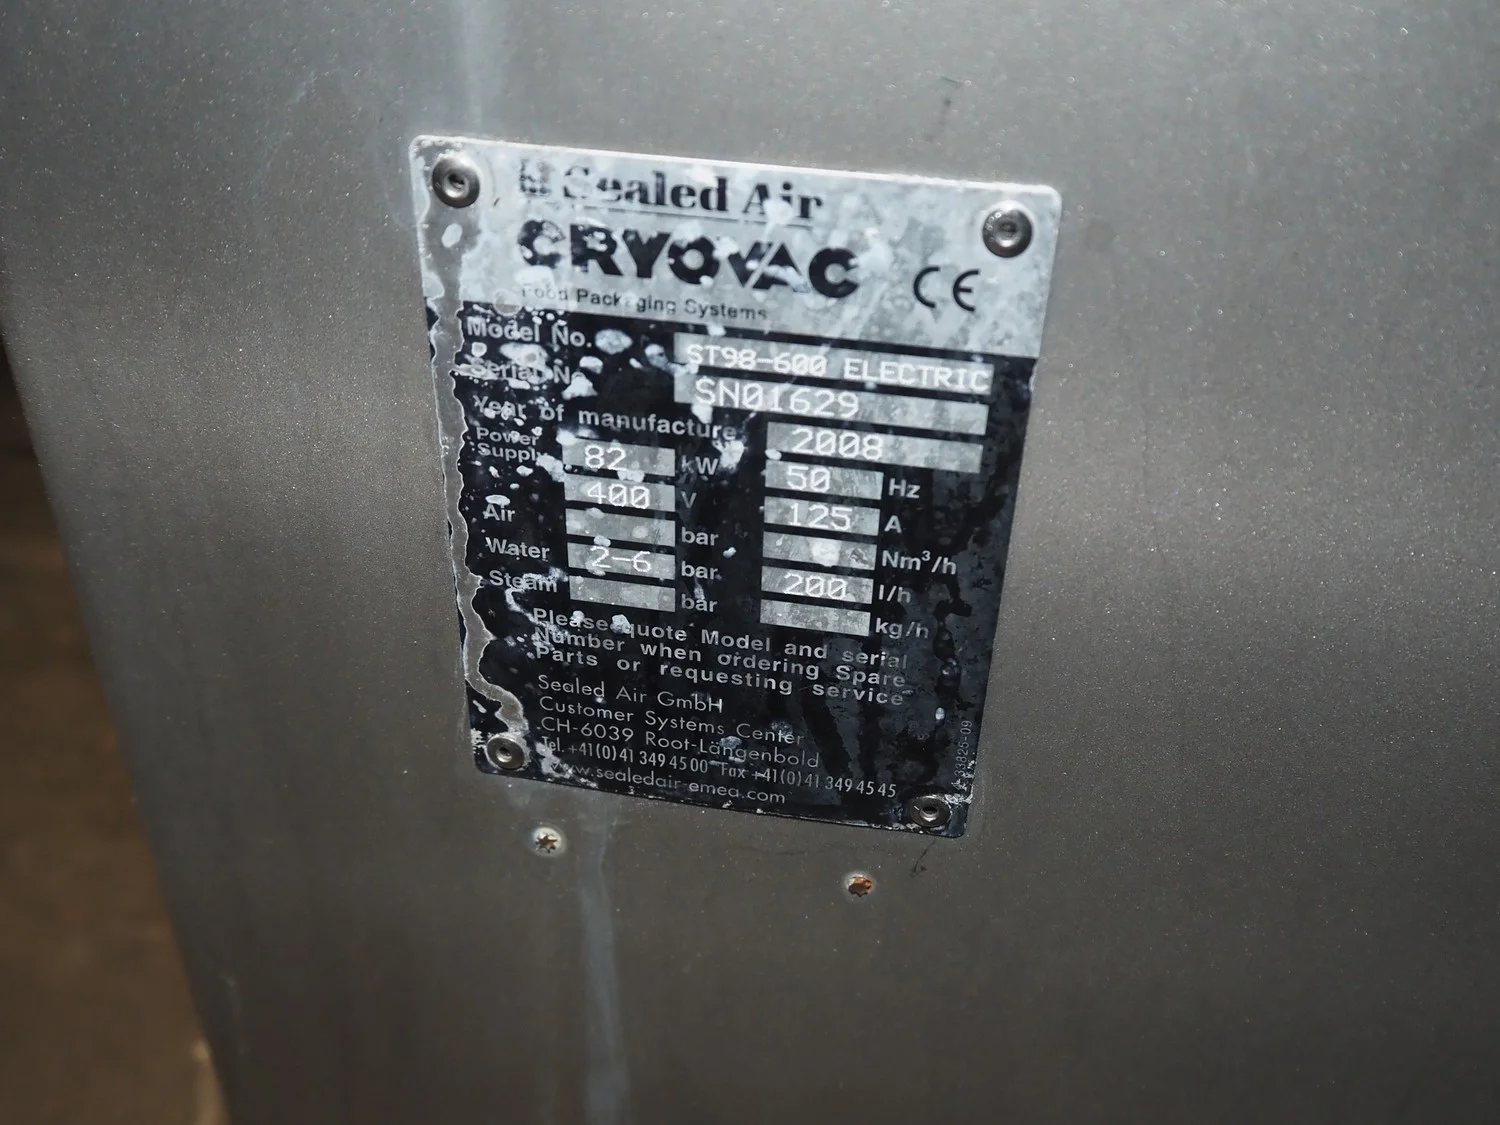 Sealed Air
CRYOVAC CE
Food Packaging Systems
Model No. ST98-600 ELECTRIC
Serial No. SN01629
Year of manufacture 2008
Power Supply 82 kW 50 Hz
400 V 125 A
Air bar Nm³/h
Water 2-6 bar 200 l/h
Steam bar kg/h
Please quote Model and serial
Number when ordering Spare
Parts or requesting service
Sealed Air GmbH
Customer Systems Center
CH-6039 Root-Längenbold
Tel. +41(0)41 349 45 00 Fax +41(0)41 349 45 45
www.sealedair-emea.com
33825-09